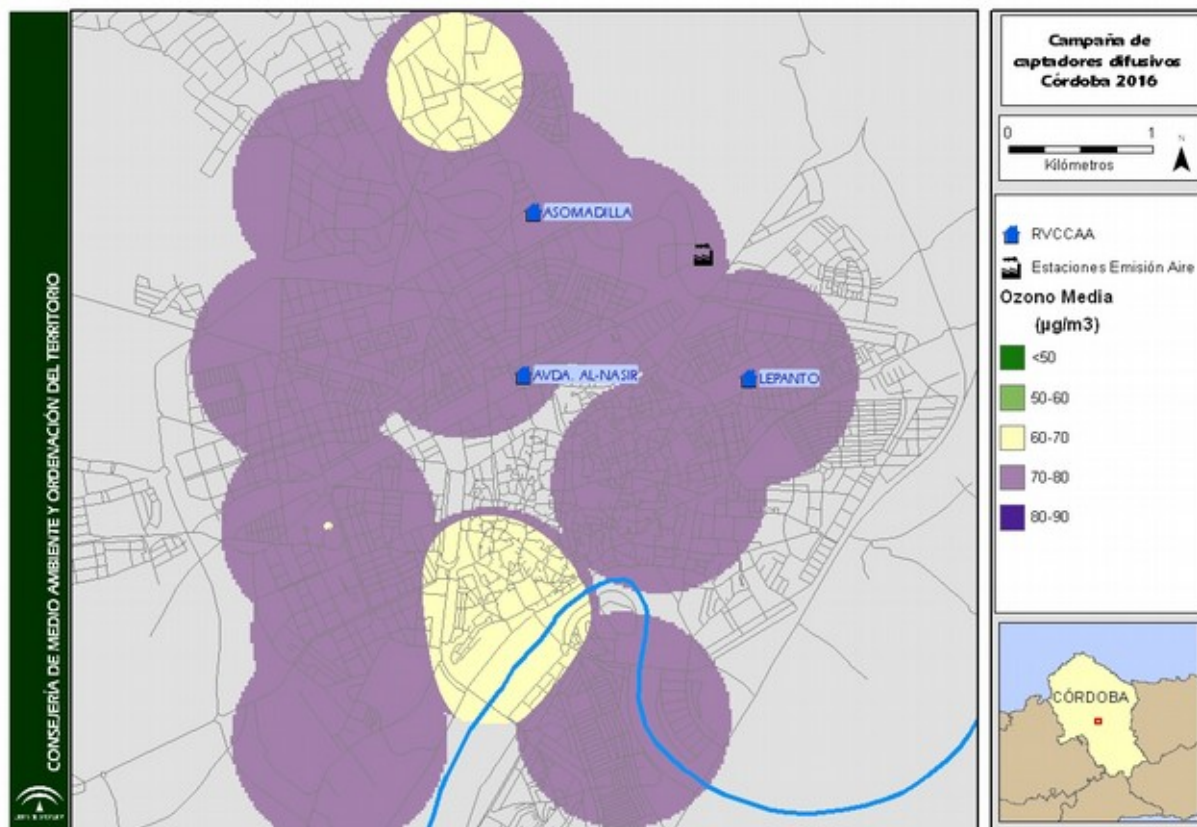 CONSEJERÍA DE MEDIO AMBIENTE Y ORDENACIÓN DEL TERRITORIO
ASOMADILLA
AVDA. AL-NASIR
LEPANTO
Campaña de
captadores difusivos
Córdoba 2016
0 1
Kilómetros
N
RVCCAA
Estaciones Emisión Aire
Ozono Media
(µg/m3)
<50
50-60
60-70
70-80
80-90
CÓRDOBA